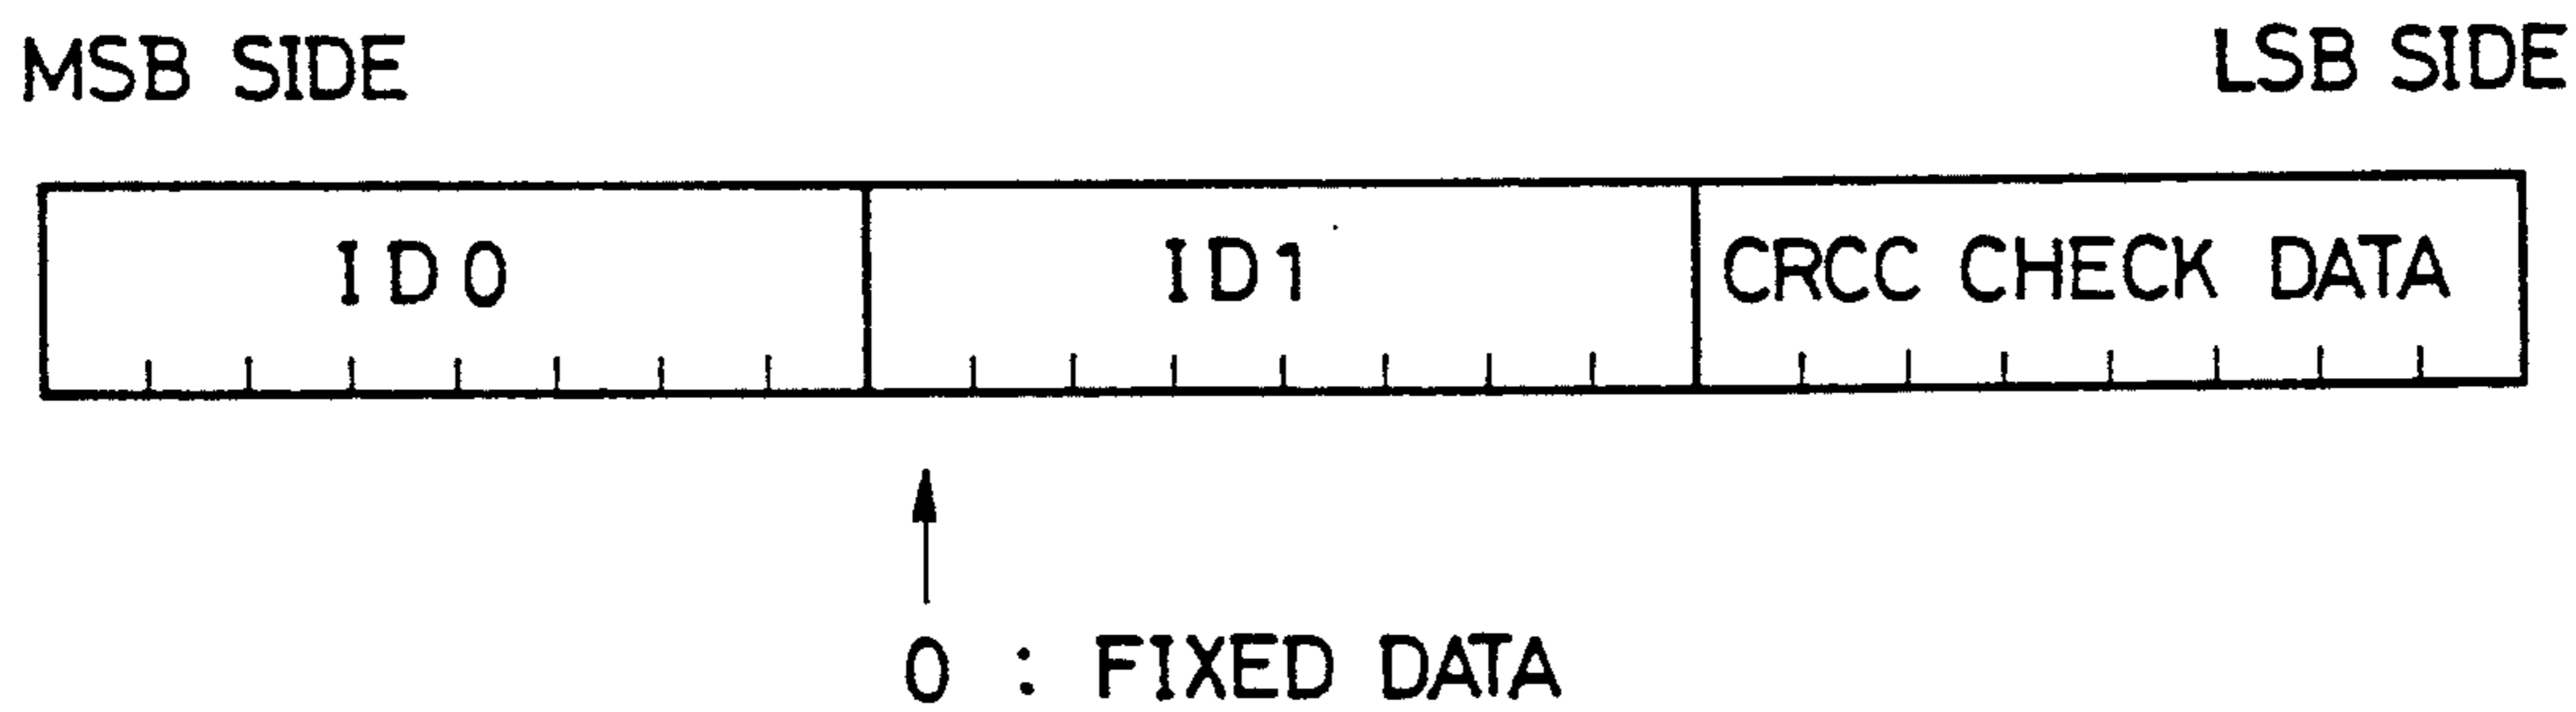 MSB SIDE LSB SIDE
ID0 ID1 CRCC CHECK DATA
0 : FIXED DATA